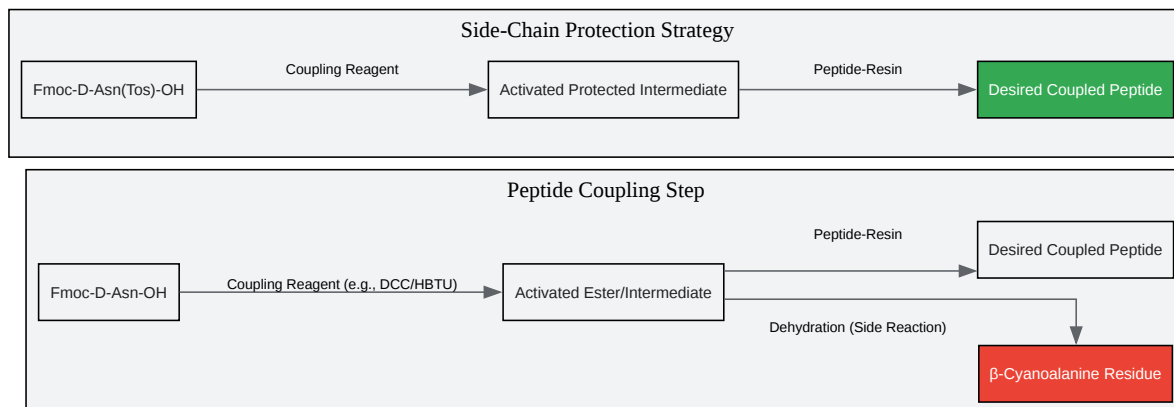 Side-Chain Protection Strategy
Fmoc-D-Asn(Tos)-OH
Coupling Reagent
Activated Protected Intermediate
Peptide-Resin
Desired Coupled Peptide
Peptide Coupling Step
Fmoc-D-Asn-OH
Coupling Reagent (e.g., DCC/HBTU)
Activated Ester/Intermediate
Peptide-Resin
Desired Coupled Peptide
Dehydration (Side Reaction)
β-Cyanoalanine Residue